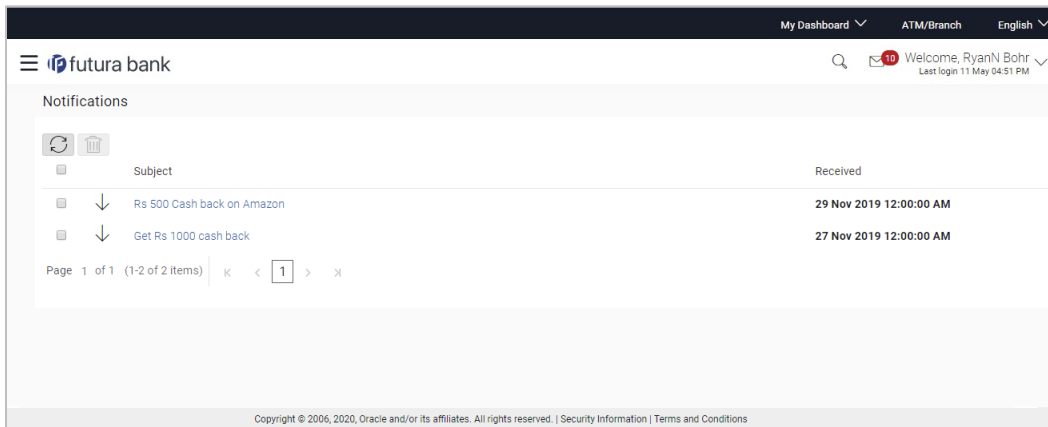 My Dashboard ATM/Branch English
futura bank 10 Welcome, RyanN Bohr
Last login 11 May 04:51 PM
Notifications
Subject Received
Rs 500 Cash back on Amazon 29 Nov 2019 12:00:00 AM
Get Rs 1000 cash back 27 Nov 2019 12:00:00 AM
Page 1 of 1 (1-2 of 2 items) 1
Copyright © 2006, 2020, Oracle and/or its affiliates. All rights reserved. | Security Information | Terms and Conditions